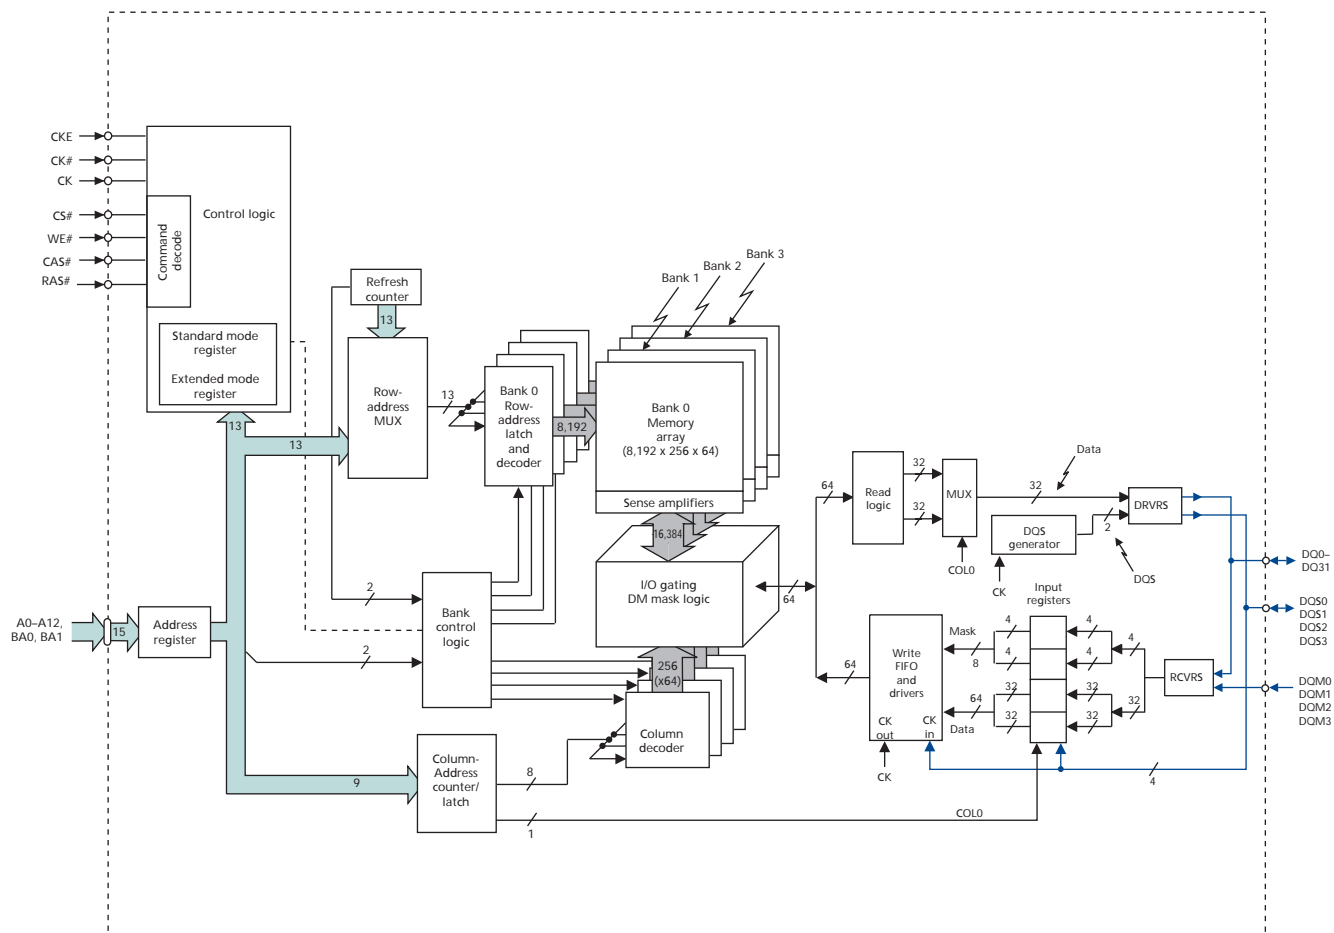 CKE
CK#
CK
CS#
WE#
CAS#
RAS#
Control logic
Command
decode
Standard mode
register
Extended mode
register
Refresh
counter
13
Row-
address
MUX
13
13
13
Bank 0
Row-
address
latch
and
decoder
8,192
Bank 1
Bank 2
Bank 3
Bank 0
Memory
array
(8,192 x 256 x 64)
Sense amplifiers
16,384
I/O gating
DM mask logic
64
256
(x64)
Column
decoder
A0–A12,
BA0, BA1
15
Address
register
2
2
Bank
control
logic
9
Column-
Address
counter/
latch
8
1
COL0
64
Read
logic
32
32
MUX
COL0
32
Data
DQS
generator
CK
2
DQS
DRVRS
DQ0–
DQ31
DQS0
DQS1
DQS2
DQS3
DQM0
DQM1
DQM2
DQM3
64
Write
FIFO
and
drivers
CK
out
CK
in
CK
Mask
8
64
Data
Input
registers
4
4
32
32
4
4
32
32
4
32
RCVRS
4